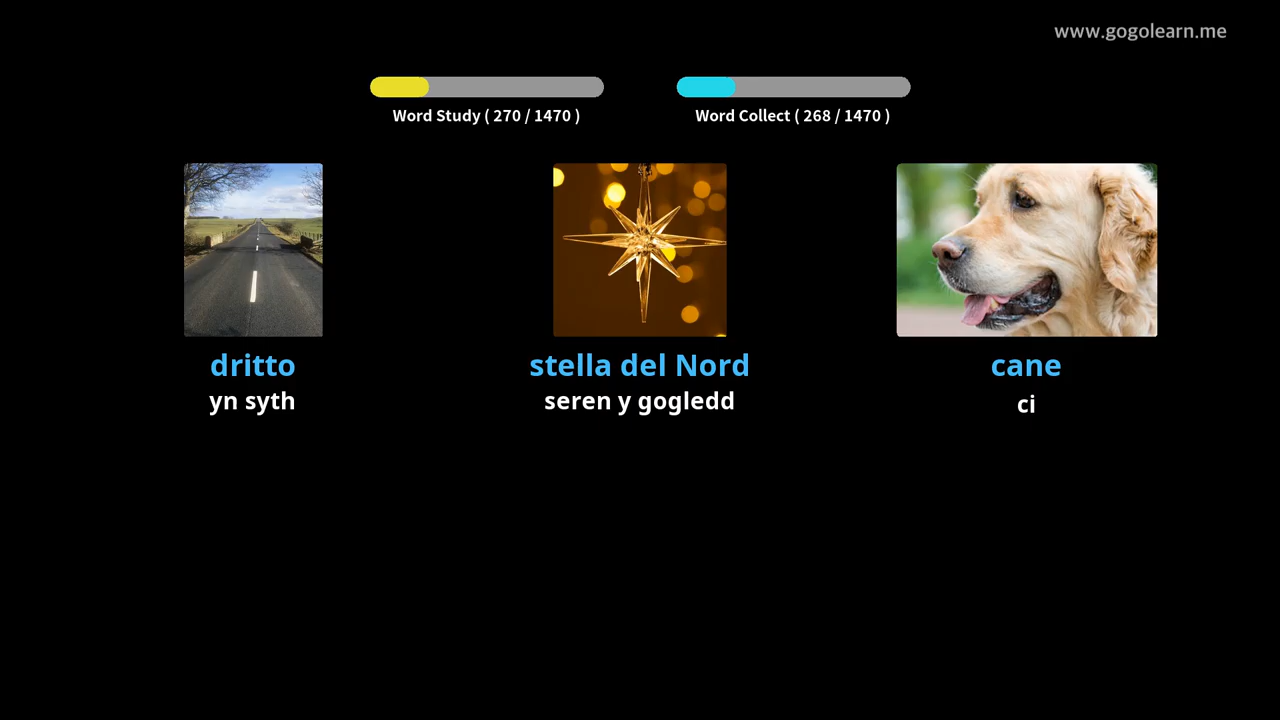 www.gogolearn.me
Word Study ( 270 / 1470 )
Word Collect ( 268 / 1470 )
dritto
yn syth
stella del Nord
seren y gogledd
cane
ci